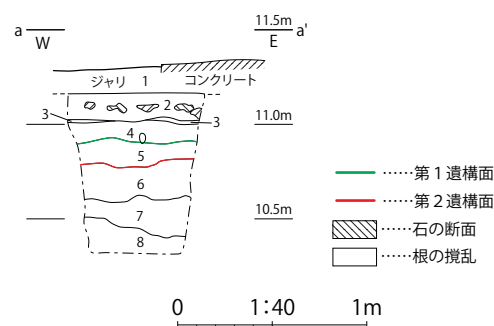 a W 11.5m E a'
ジャリ 1 コンクリート
2
3 3 11.0m
4
5
6
7 10.5m
8
……第１遺構面
……第２遺構面
……石の断面
……根の撹乱
0 1:40 1m